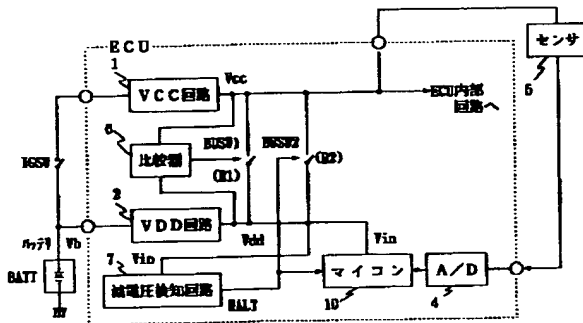 ECU
センサ
5
1
VCC回路
Vcc
ECU内部
回路へ
6
比較器
BUSW1
(R1)
BUSW2
(R2)
EGSW
2
VDD回路
Vdd
Vin
バッテリ
Vb
BATT
7
Vin
減電圧検知回路
HALT
マイコン
10
A/D
4